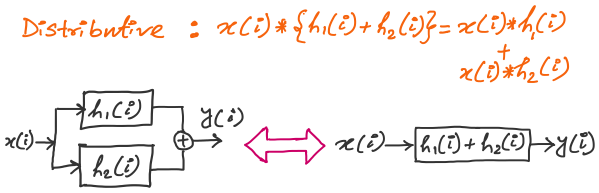 Distributive : x(i)*{h₁(i)+h₂(i)}=x(i)*h₁(i)
+
x(i)*h₂(i)
h₁(i)
x(i)
+
y(i)
h₂(i)
x(i)
h₁(i)+h₂(i)
y(i)